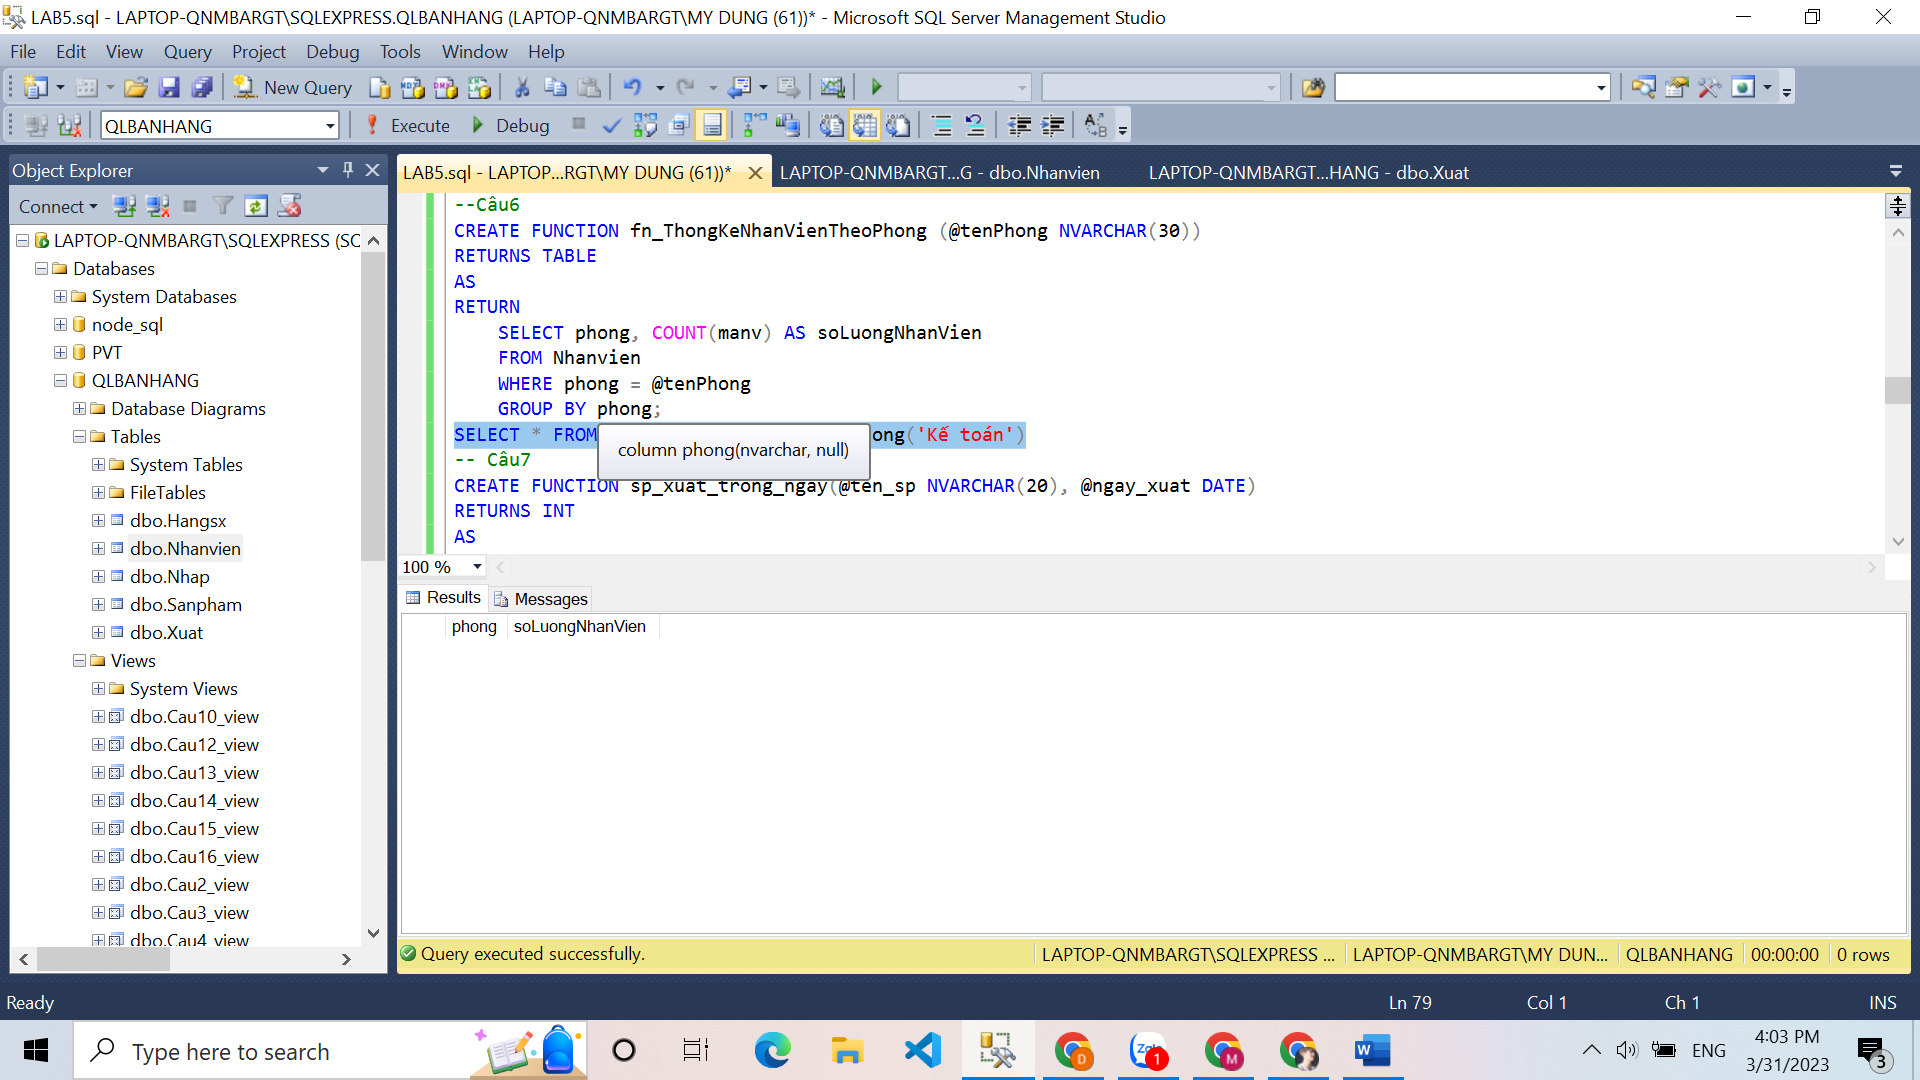 LAB5.sql - LAPTOP-QNMBARGT\SQLEXPRESS.QLBANHANG (LAPTOP-QNMBARGT\MY DUNG (61))* - Microsoft SQL Server Management Studio
File Edit View Query Project Debug Tools Window Help
New Query
QLBANHANG Execute Debug
Object Explorer
Connect
LAPTOP-QNMBARGT\SQLEXPRESS (SC
Databases
System Databases
node_sql
PVT
QLBANHANG
Database Diagrams
Tables
System Tables
FileTables
dbo.Hangsx
dbo.Nhanvien
dbo.Nhap
dbo.Sanpham
dbo.Xuat
Views
System Views
dbo.Cau10_view
dbo.Cau12_view
dbo.Cau13_view
dbo.Cau14_view
dbo.Cau15_view
dbo.Cau16_view
dbo.Cau2_view
dbo.Cau3_view
dbo.Cau4_view
LAB5.sql - LAPTOP...RGT\MY DUNG (61))* LAPTOP-QNMBARGT...G - dbo.Nhanvien LAPTOP-QNMBARGT...HANG - dbo.Xuat
--Câu6
CREATE FUNCTION fn_ThongKeNhanVienTheoPhong (@tenPhong NVARCHAR(30))
RETURNS TABLE
AS
RETURN
SELECT phong, COUNT(manv) AS soLuongNhanVien
FROM Nhanvien
WHERE phong = @tenPhong
GROUP BY phong;
SELECT * FROM ong('Kế toán')
column phong(nvarchar, null)
-- Câu7
CREATE FUNCTION sp_xuat_trong_ngay(@ten_sp NVARCHAR(20), @ngay_xuat DATE)
RETURNS INT
AS
100 %
Results Messages
phong soLuongNhanVien
Query executed successfully. LAPTOP-QNMBARGT\SQLEXPRESS ... LAPTOP-QNMBARGT\MY DUN... QLBANHANG 00:00:00 0 rows
Ready Ln 79 Col 1 Ch 1 INS
Type here to search
Zalo 1
D
M
W
ENG
4:03 PM
3/31/2023
3